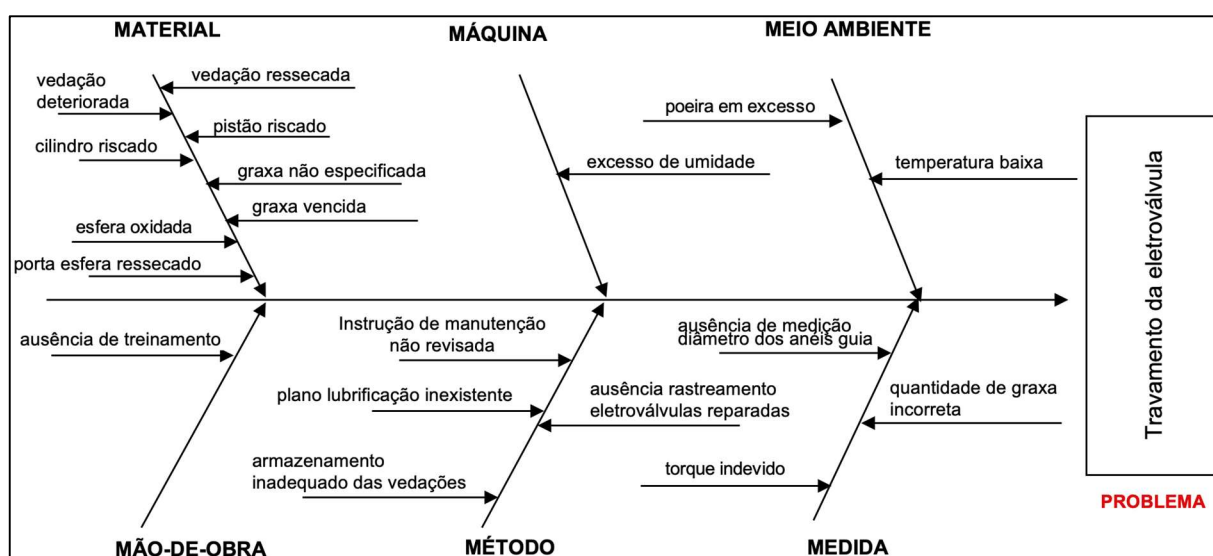 MATERIAL
MÁQUINA
MEIO AMBIENTE
vedação ressecada
vedação
deteriorada
pistão riscado
cilindro riscado
graxa não especificada
graxa vencida
esfera oxidada
porta esfera ressecado
excesso de umidade
poeira em excesso
temperatura baixa
Travamento da eletroválvula
PROBLEMA
ausência de treinamento
Instrução de manutenção
não revisada
plano lubrificação inexistente
ausência rastreamento
eletroválvulas reparadas
armazenamento
inadequado das vedações
ausência de medição
diâmetro dos anéis guia
quantidade de graxa
incorreta
torque indevido
MÃO-DE-OBRA
MÉTODO
MEDIDA